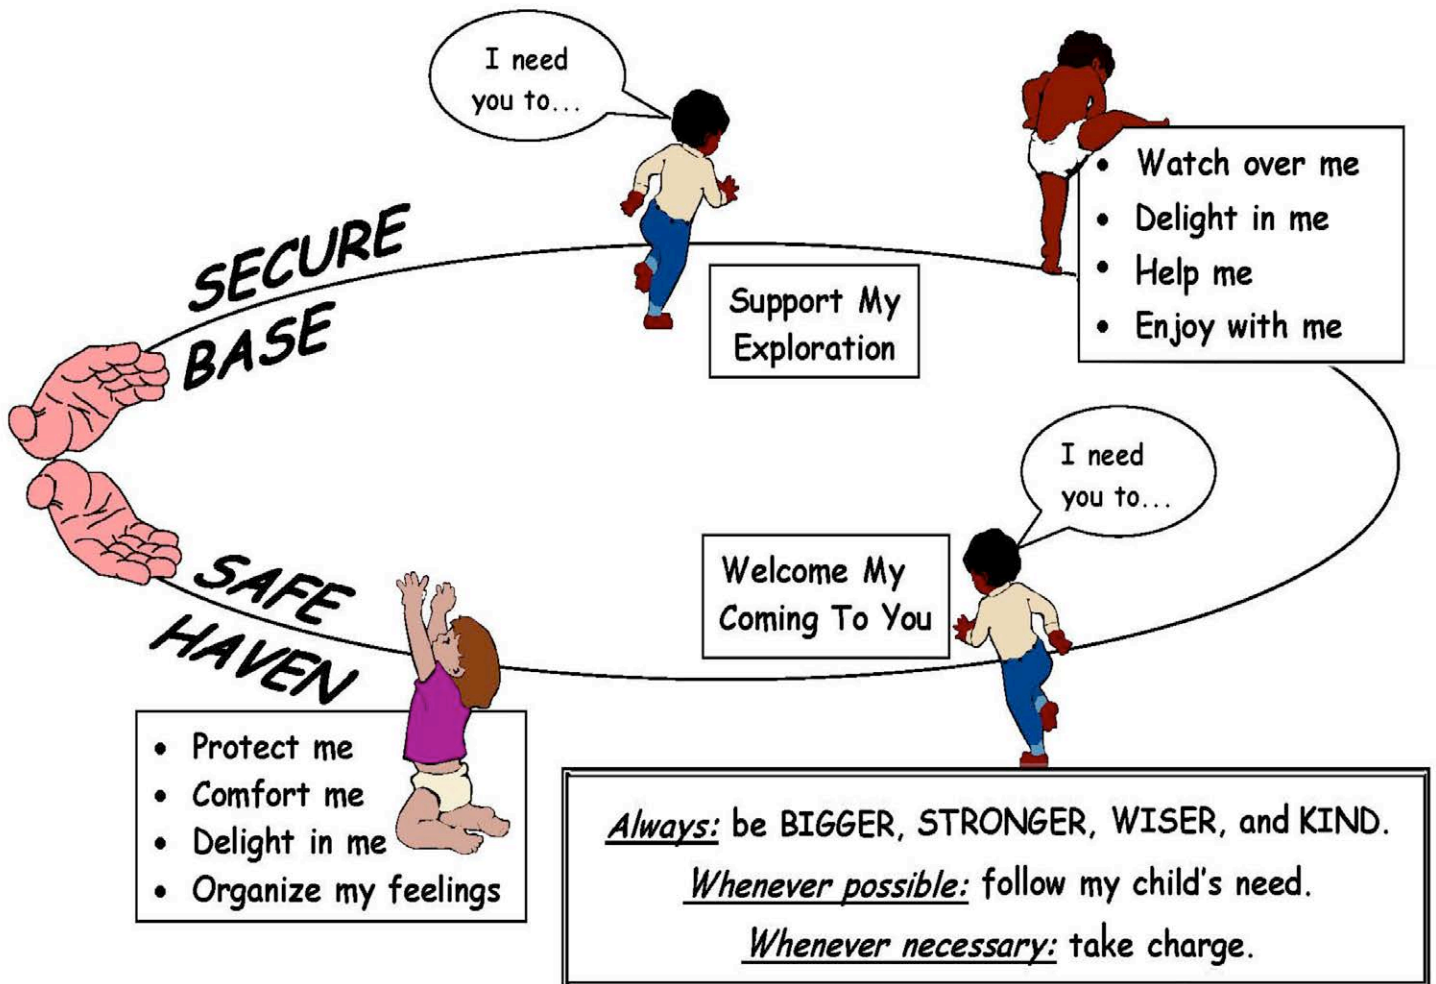 I need
you to...
SECURE
BASE
Support My
Exploration
• Watch over me
• Delight in me
• Help me
• Enjoy with me
I need
you to...
Welcome My
Coming To You
SAFE
HAVEN
• Protect me
• Comfort me
• Delight in me
• Organize my feelings
Always: be BIGGER, STRONGER, WISER, and KIND.
Whenever possible: follow my child's need.
Whenever necessary: take charge.